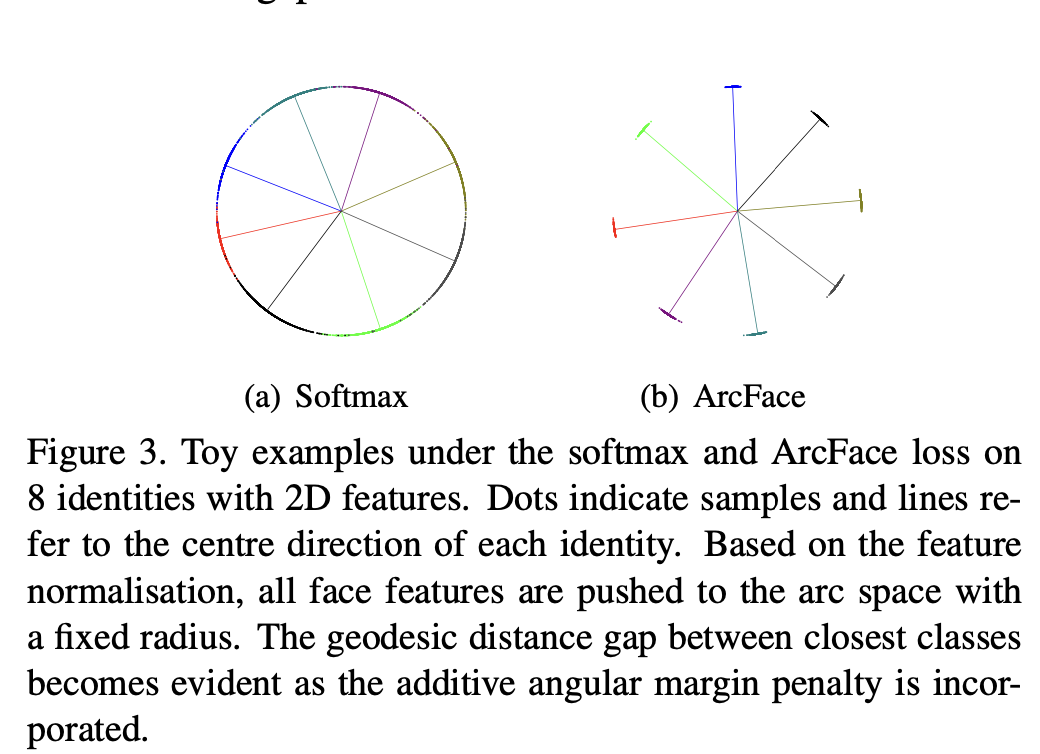 (a) Softmax
(b) ArcFace
Figure 3. Toy examples under the softmax and ArcFace loss on
8 identities with 2D features. Dots indicate samples and lines re-
fer to the centre direction of each identity. Based on the feature
normalisation, all face features are pushed to the arc space with
a fixed radius. The geodesic distance gap between closest classes
becomes evident as the additive angular margin penalty is incor-
porated.